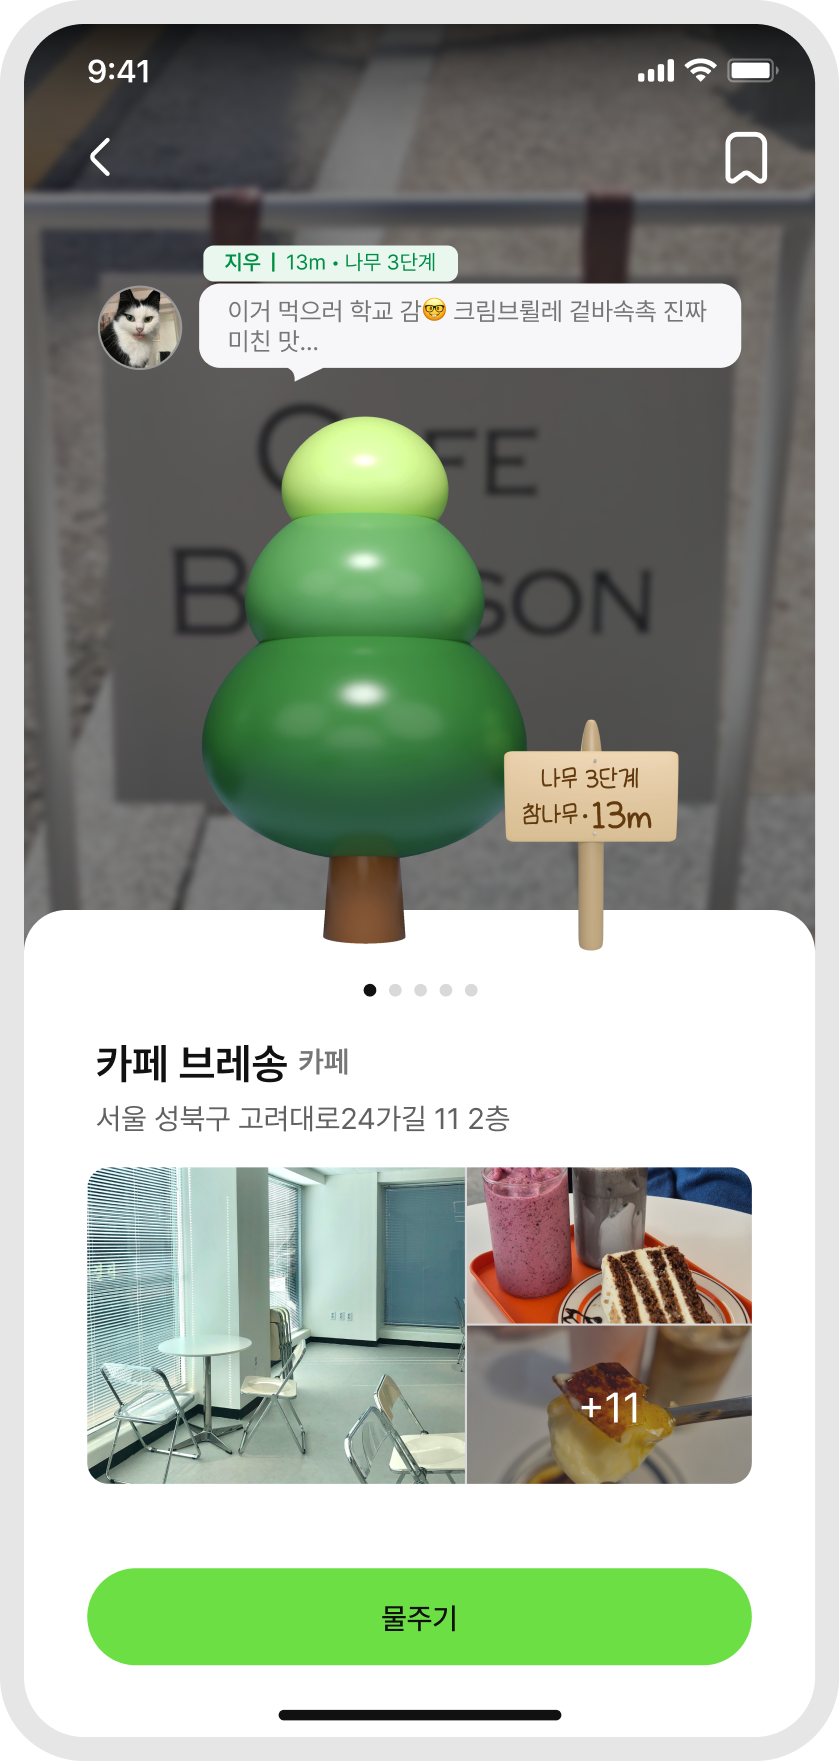 9:41
지우 | 13m • 나무 3단계
이거 먹으러 학교 감🤓 크림브륄레 겉바속촉 진짜
미친 맛...
FE
SON
나무 3단계
참나무·13m
카페 브레송 카페
서울 성북구 고려대로24가길 11 2층
+11
물주기